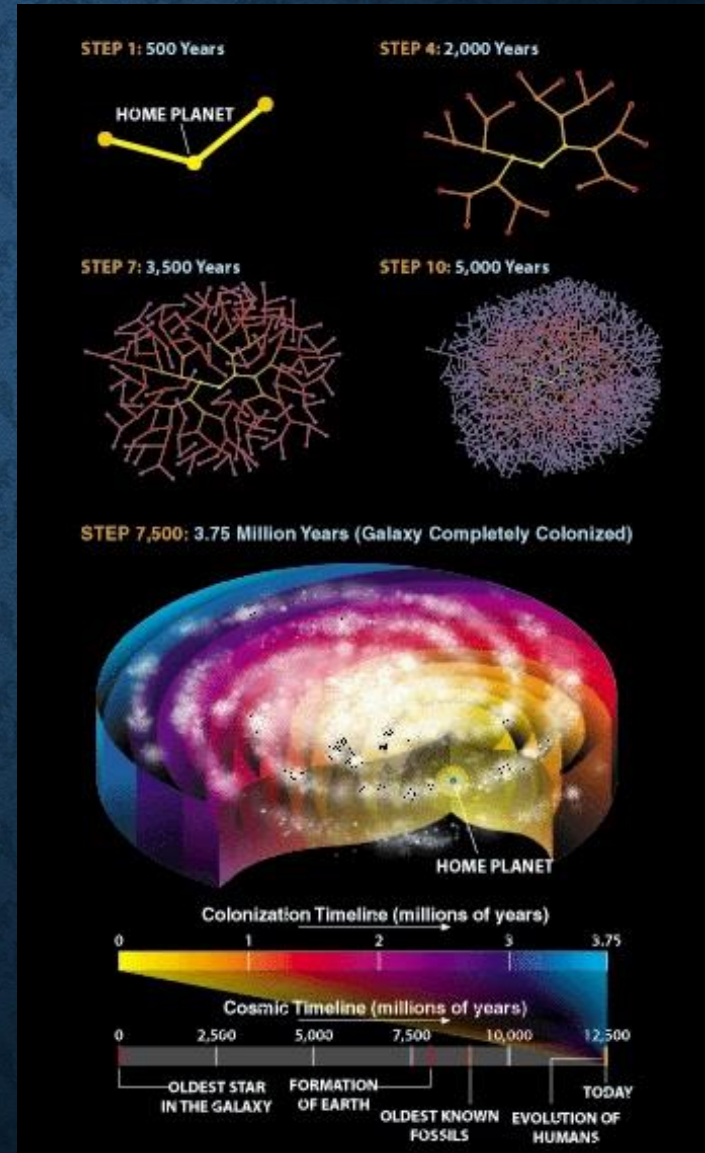 STEP 1: 500 Years
HOME PLANET
STEP 4: 2,000 Years
STEP 7: 3,500 Years
STEP 10: 5,000 Years
STEP 7,500: 3.75 Million Years (Galaxy Completely Colonized)
HOME PLANET
Colonization Timeline (millions of years)
0 1 2 3 3.75
Cosmic Timeline (millions of years)
0 2,500 5,000 7,500 10,000 12,500
OLDEST STAR
IN THE GALAXY
FORMATION
OF EARTH
OLDEST KNOWN
FOSSILS
EVOLUTION OF
HUMANS
TODAY